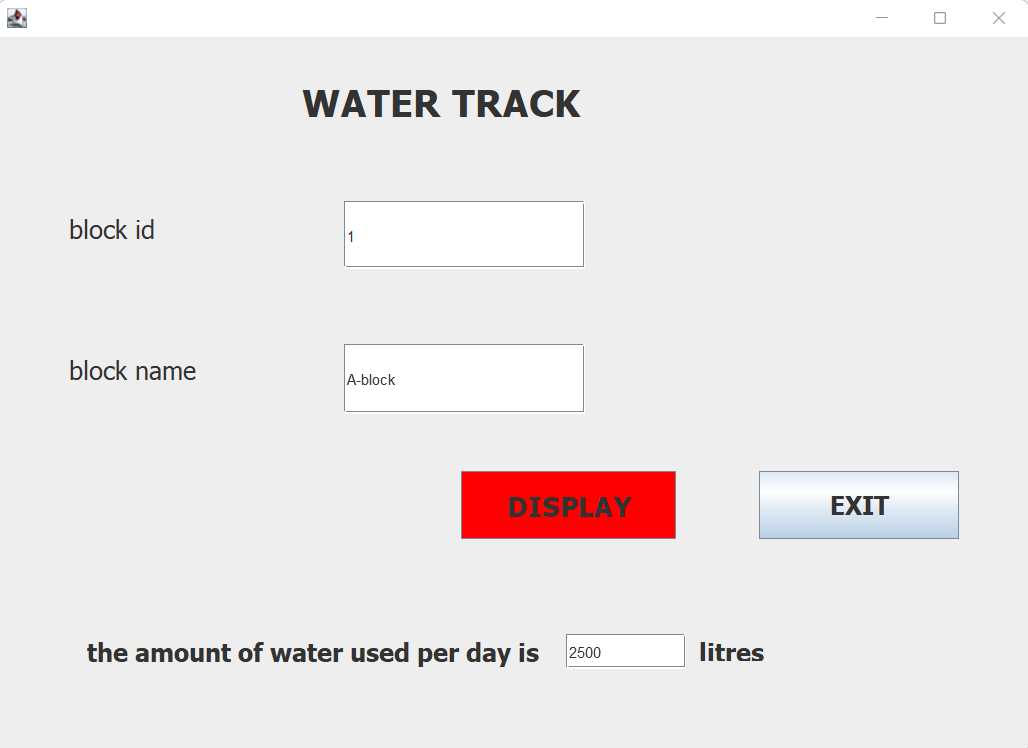 WATER TRACK
block id
1
block name
A-block
DISPLAY
EXIT
the amount of water used per day is 2500 litres